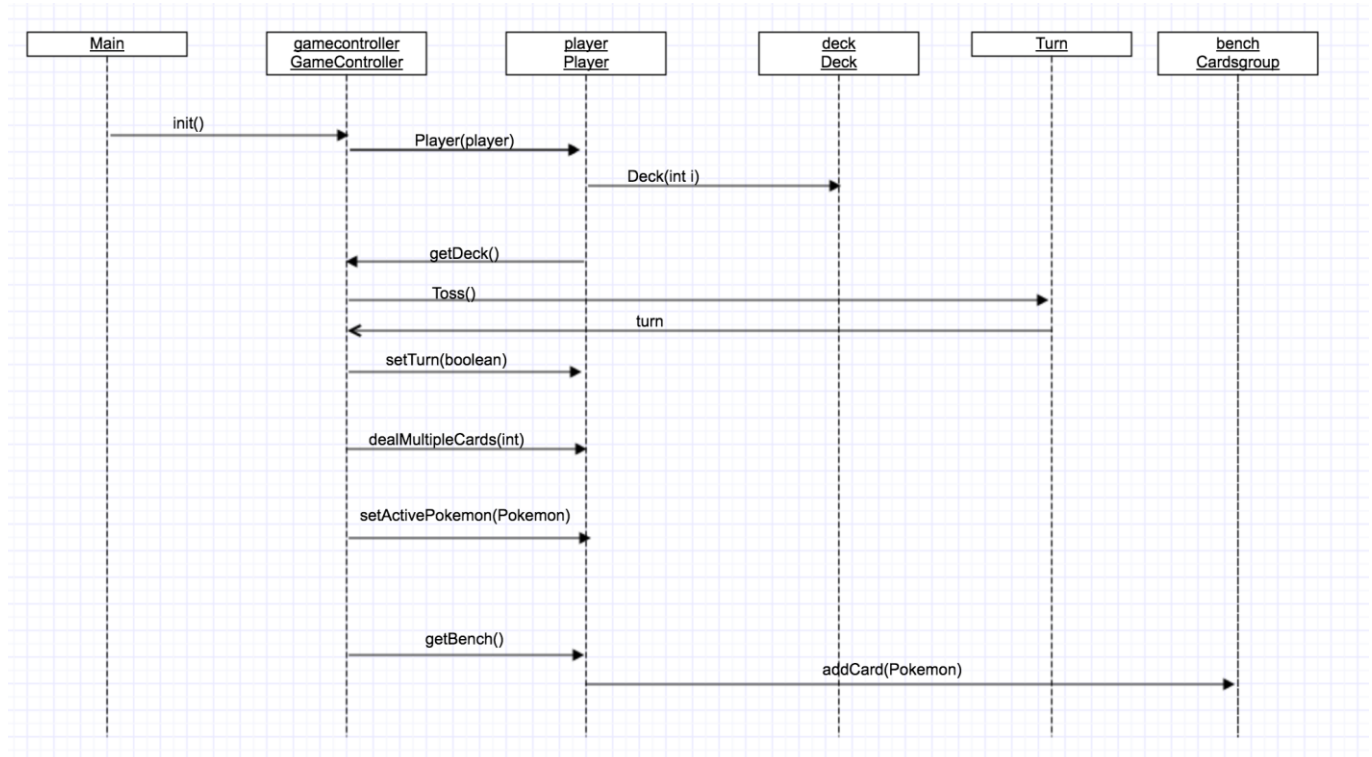 Main
gamecontroller
GameController
player
Player
deck
Deck
Turn
bench
Cardsgroup
init()
Player(player)
Deck(int i)
getDeck()
Toss()
turn
setTurn(boolean)
dealMultipleCards(int)
setActivePokemon(Pokemon)
getBench()
addCard(Pokemon)